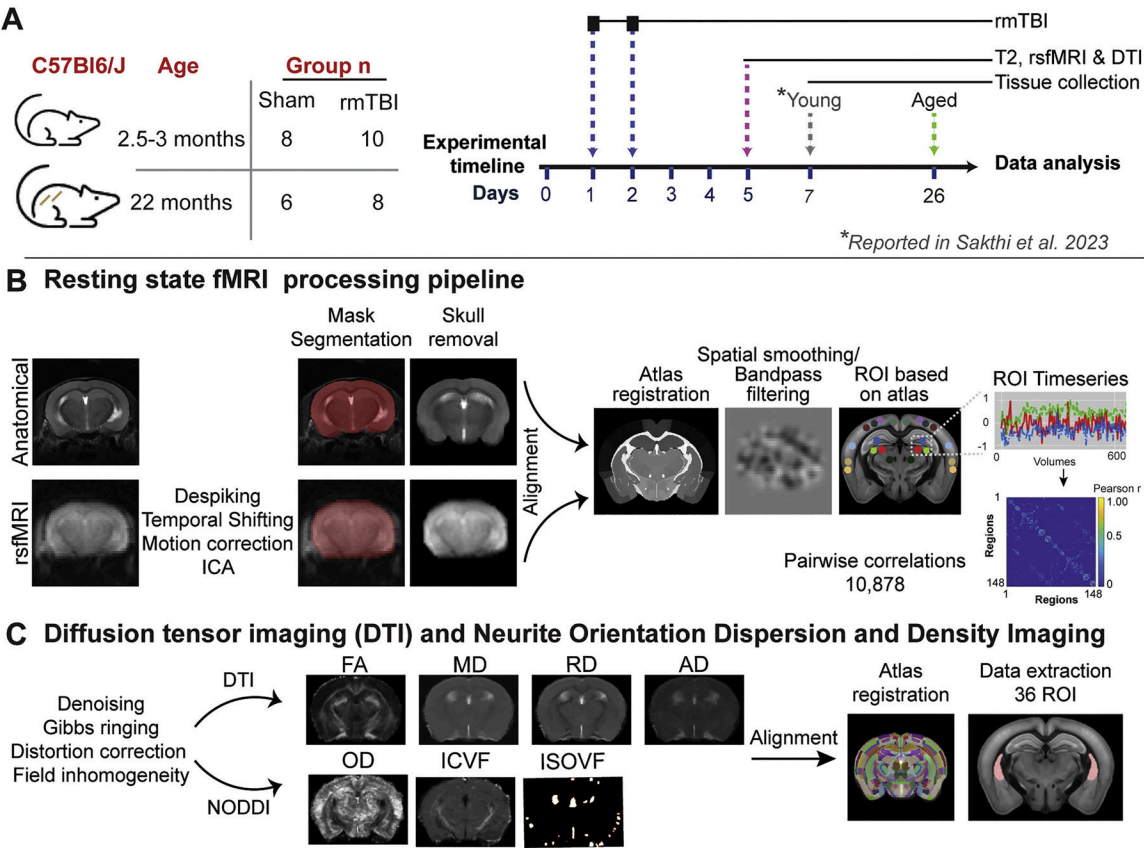 A
C57Bl6/J Age Group n
Sham rmTBI
2.5-3 months 8 10
22 months 6 8
rmTBI
T2, rsfMRI & DTI
Tissue collection
*Young Aged
Experimental
timeline
Data analysis
Days 0 1 2 3 4 5 7 26
*Reported in Sakthi et al. 2023
B Resting state fMRI processing pipeline
Anatomical
rsfMRI
Despiking
Temporal Shifting
Motion correction
ICA
Mask
Segmentation
Skull
removal
Alignment
Atlas
registration
Spatial smoothing/
Bandpass
filtering
ROI based
on atlas
ROI Timeseries
1
0
-1
0 600
Volumes
Pearson r
1.00
0.5
0
1
Regions
148
1 148
Regions
Pairwise correlations
10,878
C Diffusion tensor imaging (DTI) and Neurite Orientation Dispersion and Density Imaging
Denoising
Gibbs ringing
Distortion correction
Field inhomogeneity
DTI
NODDI
FA MD RD AD
OD ICVF ISOVF
Alignment
Atlas
registration
Data extraction
36 ROI